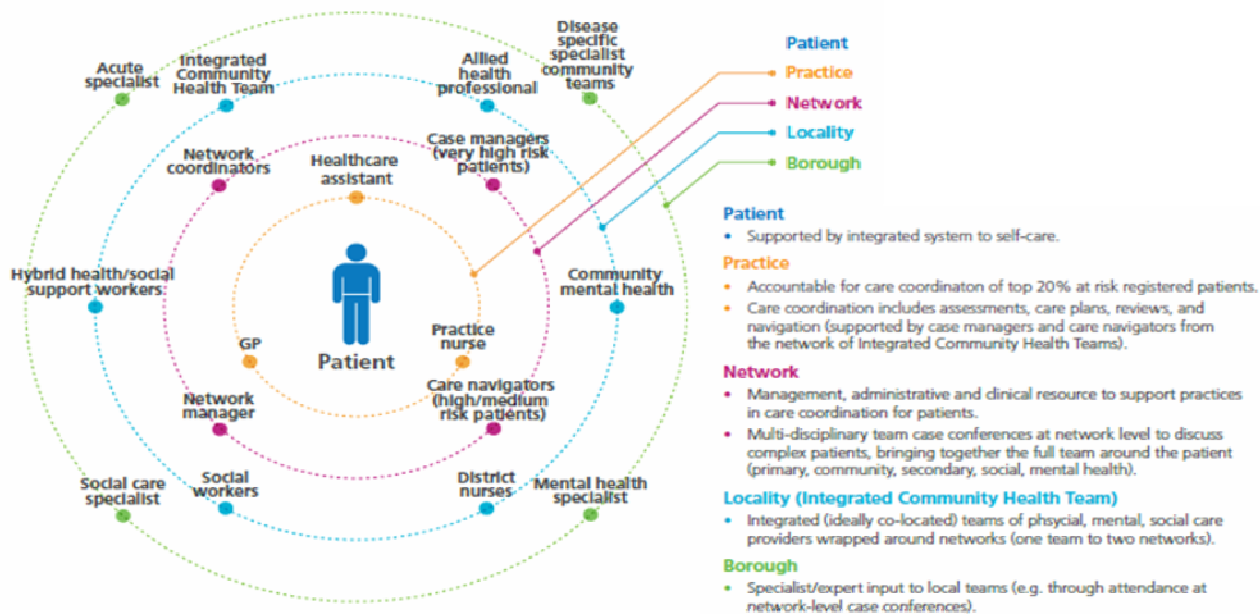 Acute
specialist
Integrated
Community
Health Team
Allied
health
professional
Disease
specific
specialist
community
teams
Network
coordinators
Healthcare
assistant
Case managers
(very high risk
patients)
Hybrid health/social
support workers
Community
mental health
GP
Patient
Practice
nurse
Network
manager
Care navigators
(high/medium
risk patients)
Social care
specialist
Social
workers
District
nurses
Mental health
specialist
Patient
Practice
Network
Locality
Borough
Patient
• Supported by integrated system to self-care.
Practice
• Accountable for care coordinaton of top 20% at risk registered patients.
• Care coordination includes assessments, care plans, reviews, and
navigation (supported by case managers and care navigators from
the network of Integrated Community Health Teams).
Network
• Management, administrative and clinical resource to support practices
in care coordination for patients.
• Multi-disciplinary team case conferences at network level to discuss
complex patients, bringing together the full team around the patient
(primary, community, secondary, social, mental health).
Locality (Integrated Community Health Team)
• Integrated (ideally co-located) teams of phsycial, mental, social care
providers wrapped around networks (one team to two networks).
Borough
• Specialist/expert input to local teams (e.g. through attendance at
network-level case conferences).